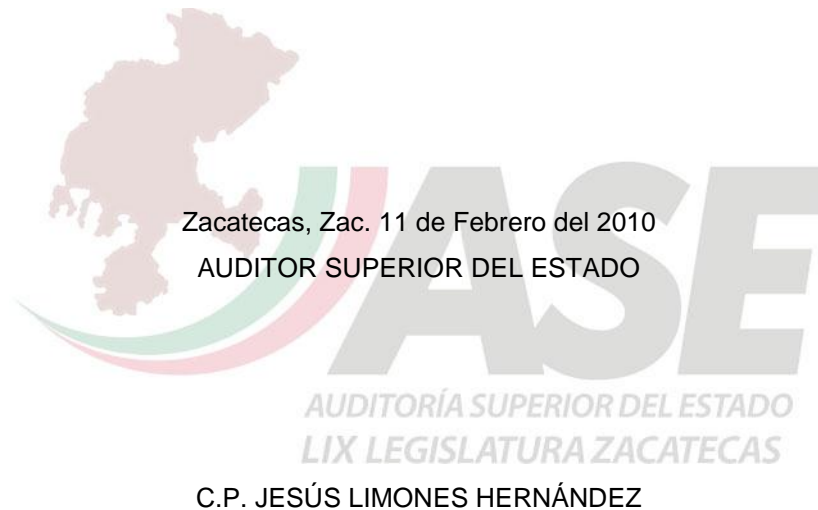 Zacatecas, Zac. 11 de Febrero del 2010
AUDITOR SUPERIOR DEL ESTADO
ASE
AUDITORÍA SUPERIOR DEL ESTADO
LIX LEGISLATURA ZACATECAS
C.P. JESÚS LIMONES HERNÁNDEZ